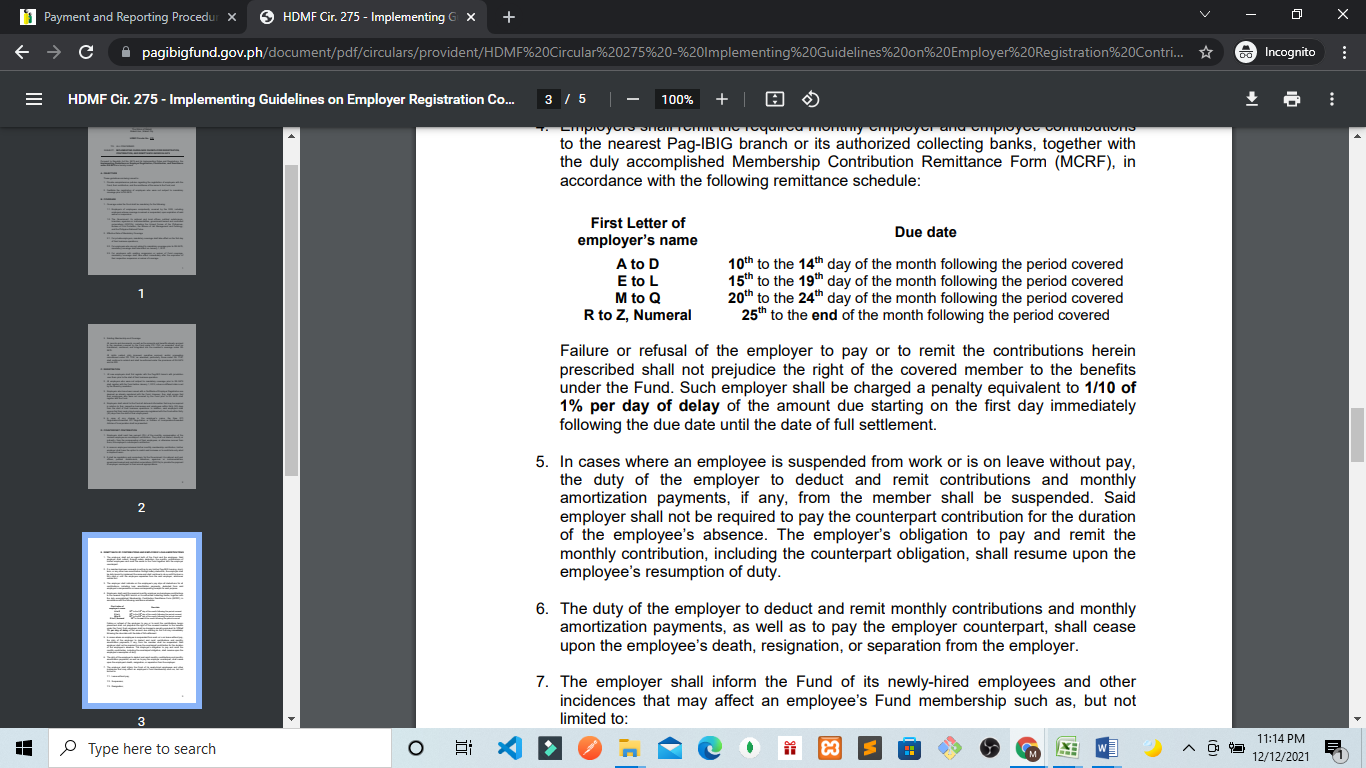 Payment and Reporting Procedu
HDMF Cir. 275 - Implementing G
Incognito
pagibigfund.gov.ph/document/pdf/circulars/provident/HDMF%20Circular%20275%20-%20Implementing%20Guidelines%20on%20Employer%20Registration%20Contri...
HDMF Cir. 275 - Implementing Guidelines on Employer Registration Co...
3 / 5
100%
1
2
3
4. Employers shall remit the required monthly employer and employee contributions
to the nearest Pag-IBIG branch or its authorized collecting banks, together with
the duly accomplished Membership Contribution Remittance Form (MCRF), in
accordance with the following remittance schedule:
First Letter of
employer's name
Due date
A to D 10th to the 14th day of the month following the period covered
E to L 15th to the 19th day of the month following the period covered
M to Q 20th to the 24th day of the month following the period covered
R to Z, Numeral 25th to the end of the month following the period covered
Failure or refusal of the employer to pay or to remit the contributions herein
prescribed shall not prejudice the right of the covered member to the benefits
under the Fund. Such employer shall be charged a penalty equivalent to 1/10 of
1% per day of delay of the amount due starting on the first day immediately
following the due date until the date of full settlement.
5. In cases where an employee is suspended from work or is on leave without pay,
the duty of the employer to deduct and remit contributions and monthly
amortization payments, if any, from the member shall be suspended. Said
employer shall not be required to pay the counterpart contribution for the duration
of the employee's absence. The employer's obligation to pay and remit the
monthly contribution, including the counterpart obligation, shall resume upon the
employee's resumption of duty.
6. The duty of the employer to deduct and remit monthly contributions and monthly
amortization payments, as well as to pay the employer counterpart, shall cease
upon the employee's death, resignation, or separation from the employer.
7. The employer shall inform the Fund of its newly-hired employees and other
incidences that may affect an employee's Fund membership such as, but not
limited to:
Type here to search
11:14 PM
12/12/2021
1